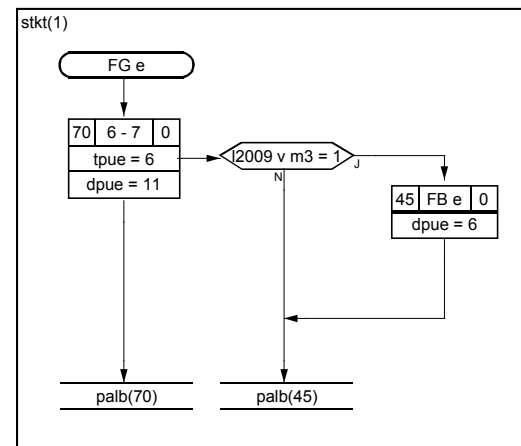 stkt(1)
FG e
70 6 - 7 0
tpue = 6
dpue = 11
l2009 v m3 = 1
N
J
45 FB e 0
dpue = 6
palb(70)
palb(45)